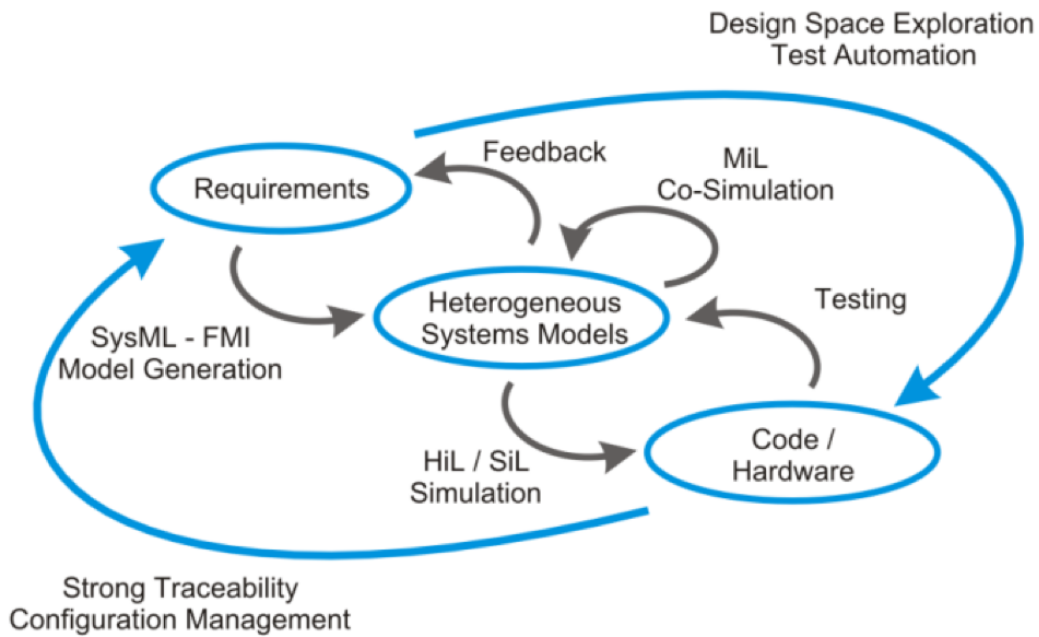 Design Space Exploration
Test Automation
Feedback
MiL
Co-Simulation
Requirements
Heterogeneous
Systems Models
Testing
SysML - FMI
Model Generation
HiL / SiL
Simulation
Code /
Hardware
Strong Traceability
Configuration Management